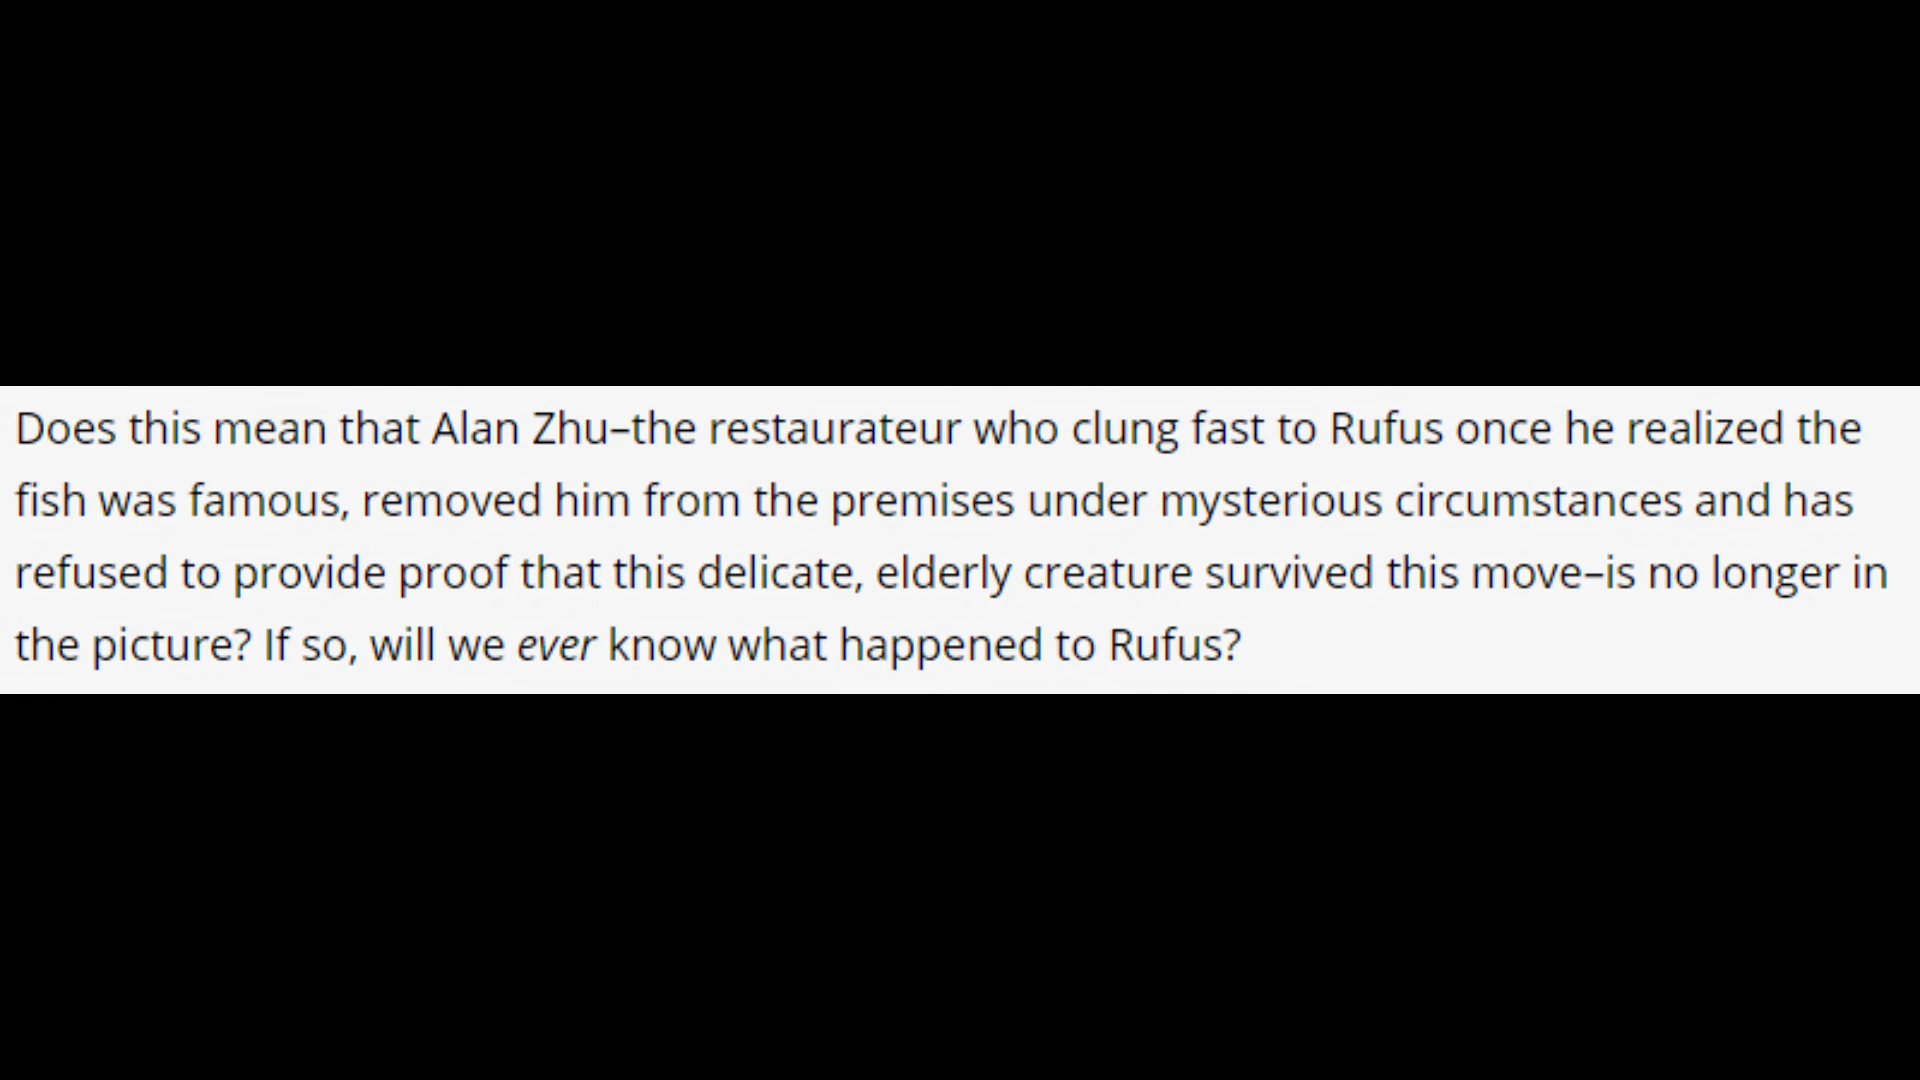 Does this mean that Alan Zhu–the restaurateur who clung fast to Rufus once he realized the
fish was famous, removed him from the premises under mysterious circumstances and has
refused to provide proof that this delicate, elderly creature survived this move–is no longer in
the picture? If so, will we ever know what happened to Rufus?